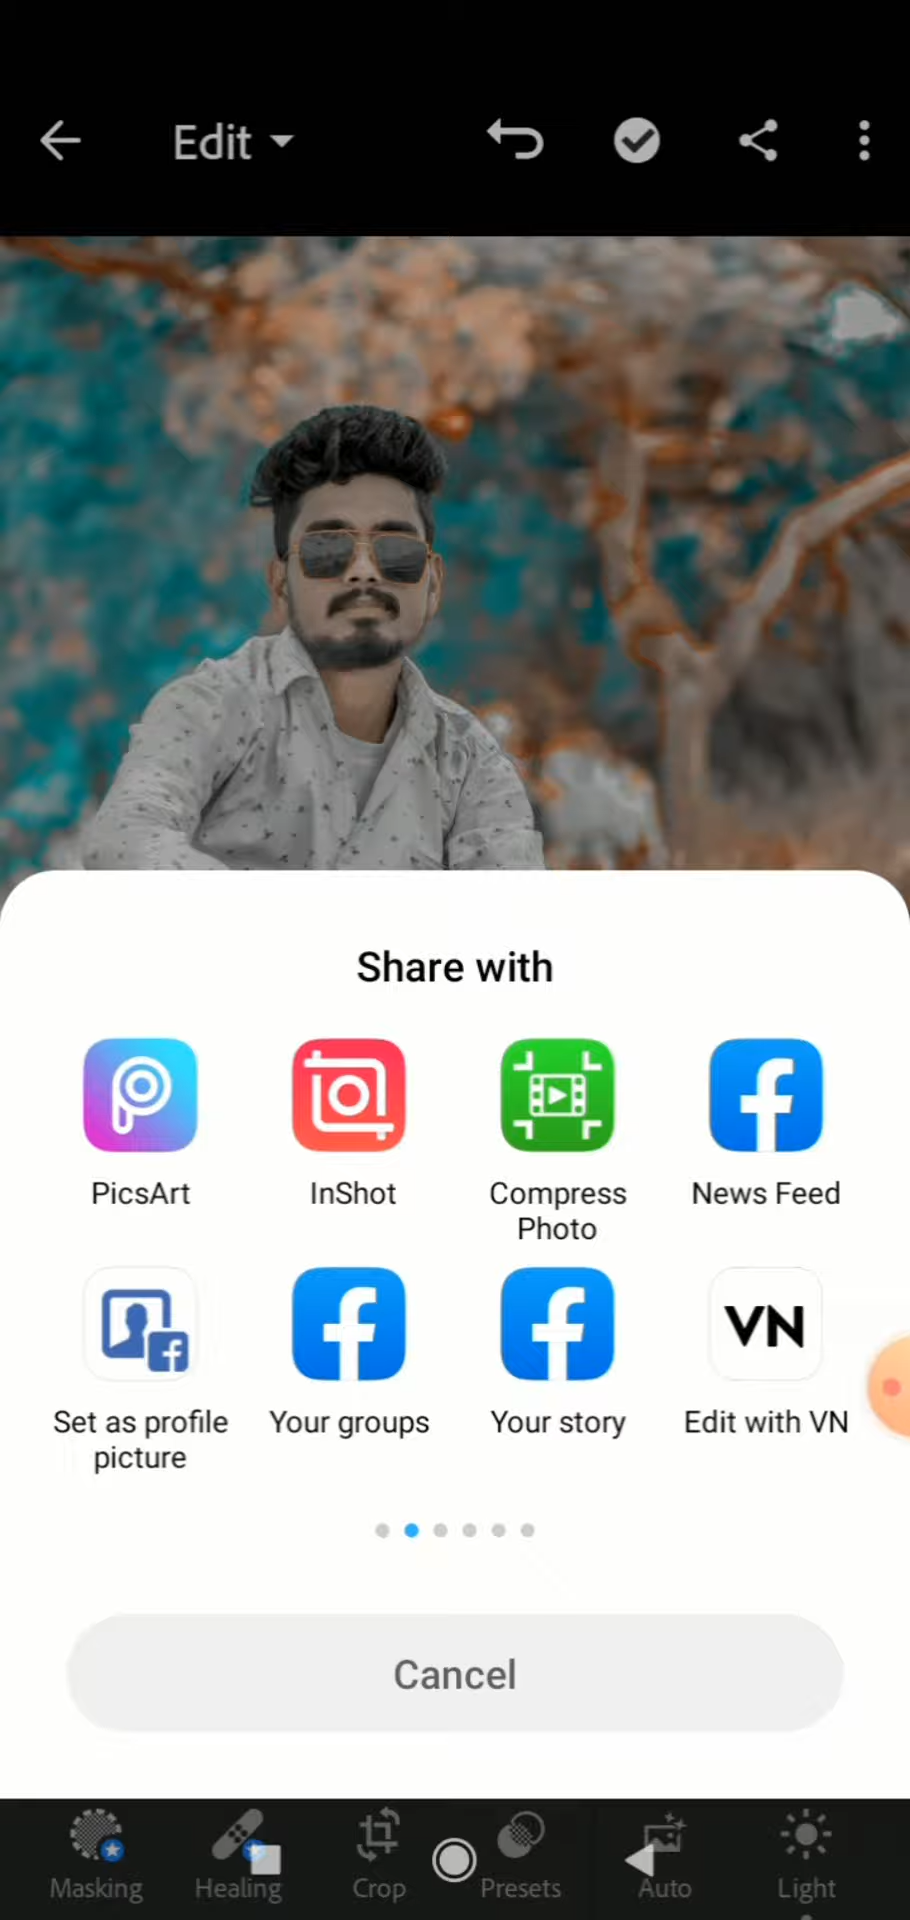 Edit
Share with
PicsArt
InShot
Compress
Photo
News Feed
Set as profile
picture
Your groups
Your story
VN
Edit with VN
Cancel
Masking
Healing
Crop
Presets
Auto
Light